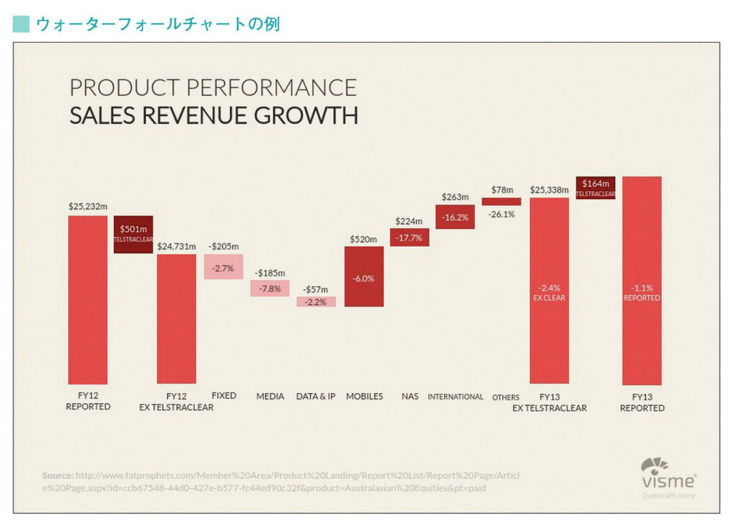 ウォーターフォールチャートの例
PRODUCT PERFORMANCE
SALES REVENUE GROWTH
$25,232m
$501m
TELSTRACLEAR
$24,731m
-$205m
-2.7%
-$185m
-7.8%
-$57m
-2.2%
$520m
-6.0%
$224m
-17.7%
$263m
-16.2%
$78m
-26.1%
$25,338m
-2.4%
EX CLEAR
$164m
TELSTRACLEAR
-1.1%
REPORTED
FY12
REPORTED
FY12
EX TELSTRACLEAR
FIXED
MEDIA
DATA & IP
MOBILES
NAS
INTERNATIONAL
OTHERS
FY13
EX TELSTRACLEAR
FY13
REPORTED
Source: http://www.fatprophets.com/Member%20Area/Product%20Landing/Report%20List/Report%20Page/Articl
e%20Page.aspx?id=ccb67548-44d0-427e-b577-fc44ed90c32f&product=Australasian%20Equities&pt=paid
visme
Created with Visme